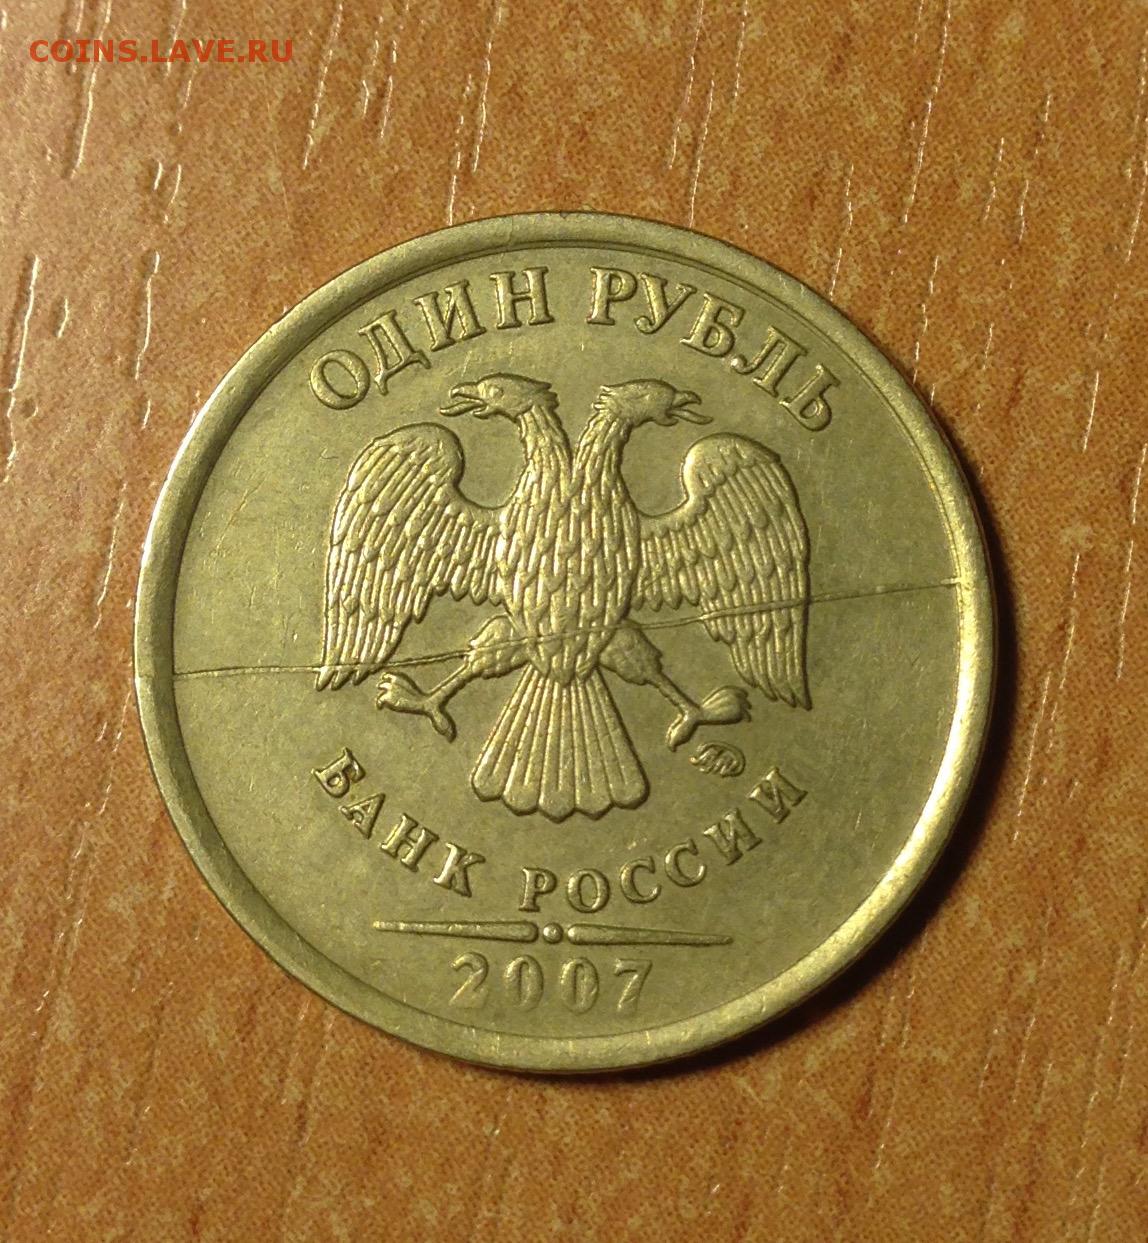 COINS.LAVE.RU
ОДИН РУБЛЬ
БАНК РОССИИ
2007